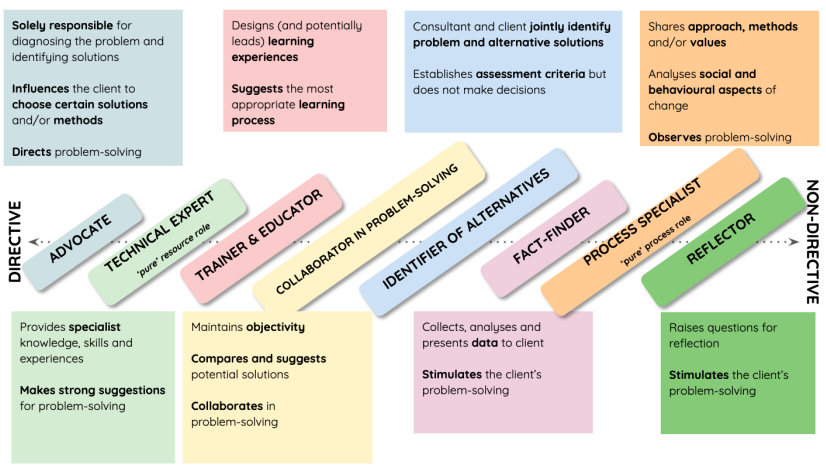 Solely responsible for
diagnosing the problem and
identifying solutions
Influences the client to
choose certain solutions
and/or methods
Directs problem-solving
Designs (and potentially
leads) learning
experiences
Suggests the most
appropriate learning
process
Consultant and client jointly identify
problem and alternative solutions
Establishes assessment criteria but
does not make decisions
Shares approach, methods
and/or values
Analyses social and
behavioural aspects of
change
Observes problem-solving
DIRECTIVE
ADVOCATE
TECHNICAL EXPERT
'pure' resource role
TRAINER & EDUCATOR
COLLABORATOR IN PROBLEM-SOLVING
IDENTIFIER OF ALTERNATIVES
FACT-FINDER
PROCESS SPECIALIST
'pure' process role
REFLECTOR
NON-DIRECTIVE
Provides specialist
knowledge, skills and
experiences
Makes strong suggestions
for problem-solving
Maintains objectivity
Compares and suggests
potential solutions
Collaborates in
problem-solving
Collects, analyses and
presents data to client
Stimulates the client's
problem-solving
Raises questions for
reflection
Stimulates the client's
problem-solving